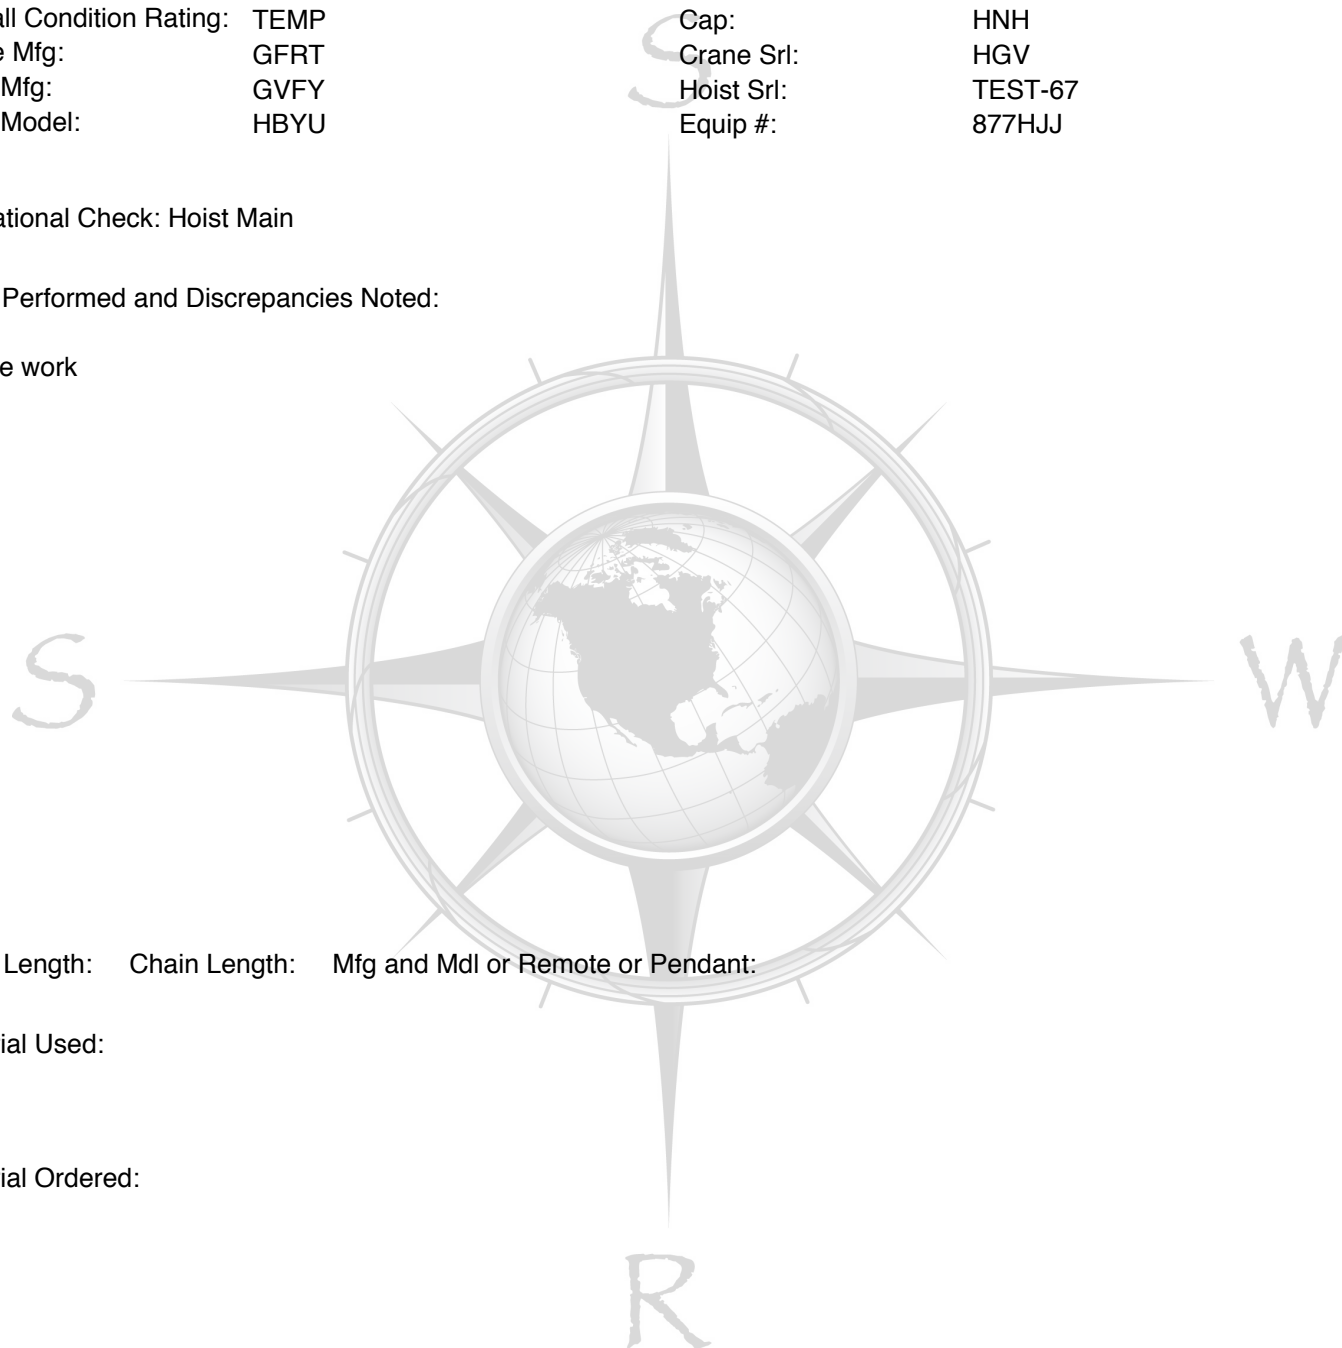 all Condition Rating: TEMP Cap: HNH
e Mfg: GFRT Crane Srl: HGV
Mfg: GVFY Hoist Srl: TEST-67
Model: HBYU Equip #: 877HJJ
ational Check: Hoist Main
Performed and Discrepancies Noted:
e work
Length: Chain Length: Mfg and Mdl or Remote or Pendant:
ial Used:
ial Ordered:
S
S
W
R